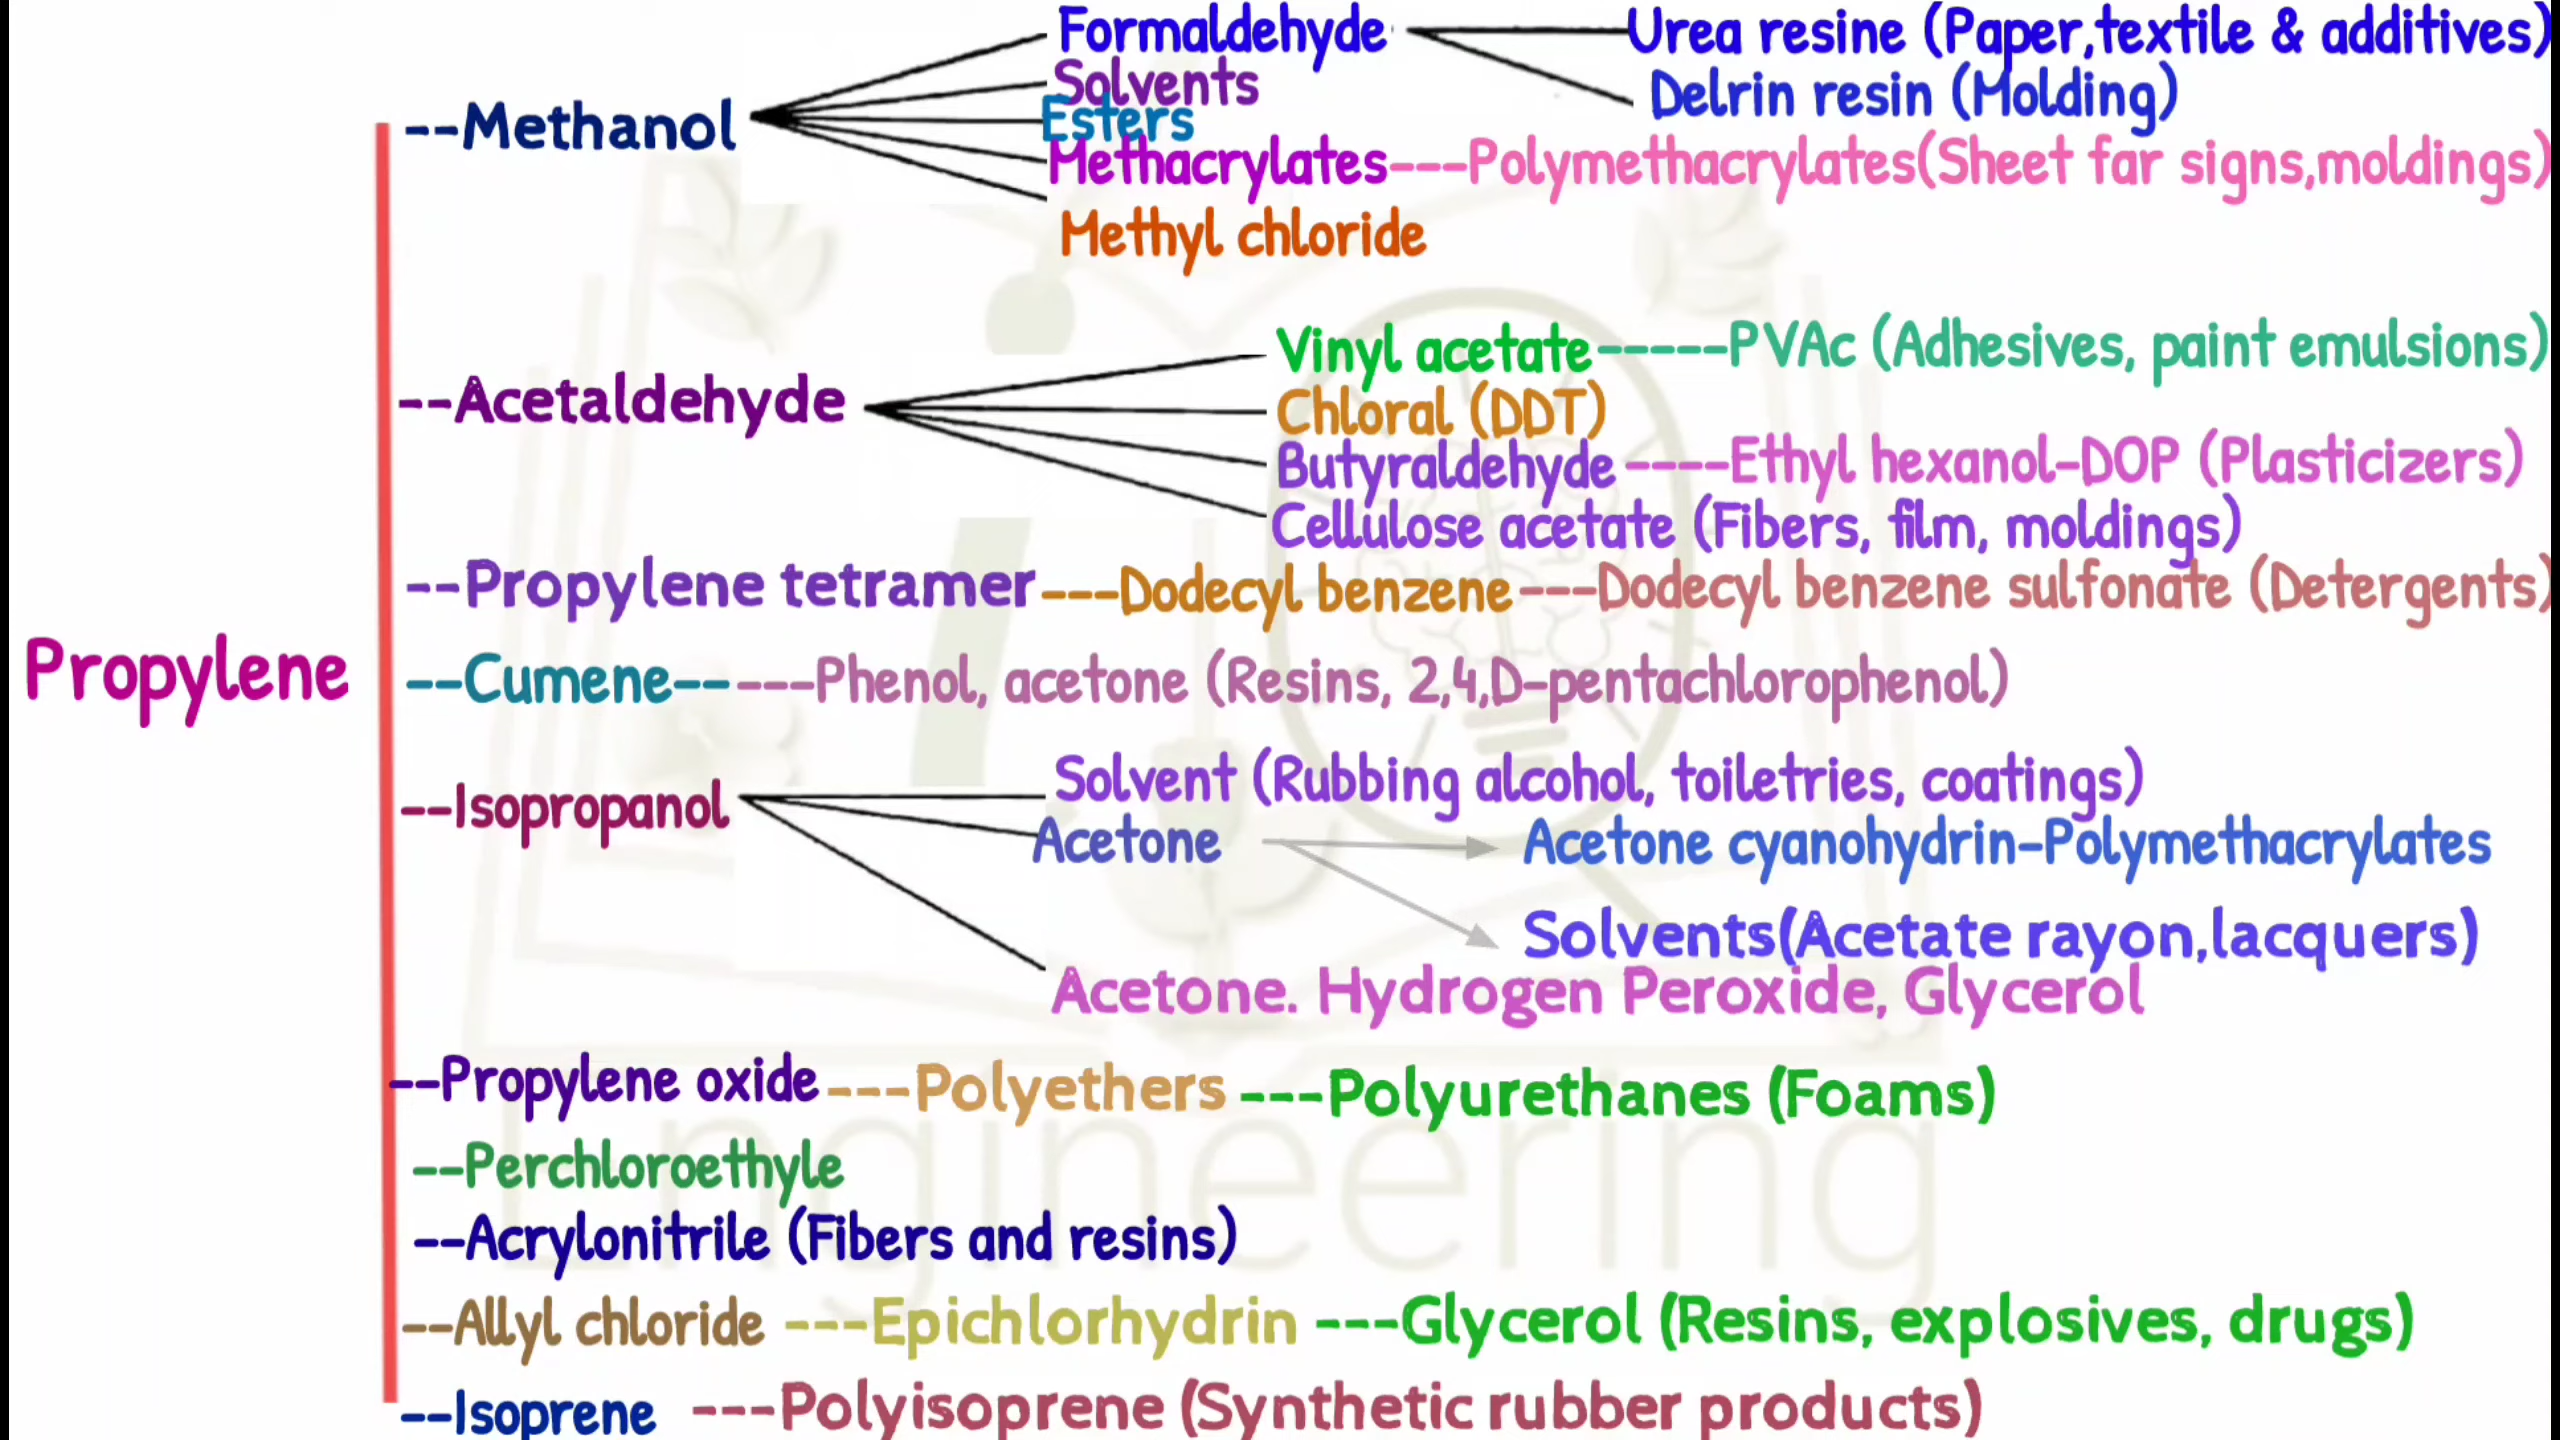 Formaldehyde Urea resine (Paper,textile & additives)
Solvents Delrin resin (Molding)
--Methanol Esters
Methacrylates---Polymethacrylates(Sheet far signs,moldings)
Methyl chloride
Vinyl acetate-----PVAc (Adhesives, paint emulsions)
--Acetaldehyde Chloral (DDT)
Butyraldehyde----Ethyl hexanol-DOP (Plasticizers)
Cellulose acetate (Fibers, film, moldings)
--Propylene tetramer---Dodecyl benzene---Dodecyl benzene sulfonate (Detergents)
Propylene
--Cumene-----Phenol, acetone (Resins, 2,4,D-pentachlorophenol)
Solvent (Rubbing alcohol, toiletries, coatings)
--Isopropanol
Acetone Acetone cyanohydrin-Polymethacrylates
Solvents(Acetate rayon,lacquers)
Acetone. Hydrogen Peroxide, Glycerol
--Propylene oxide---Polyethers ---Polyurethanes (Foams)
--Perchloroethyle
Engineering
--Acrylonitrile (Fibers and resins)
--Allyl chloride ---Epichlorhydrin ---Glycerol (Resins, explosives, drugs)
--Isoprene ---Polyisoprene (Synthetic rubber products)